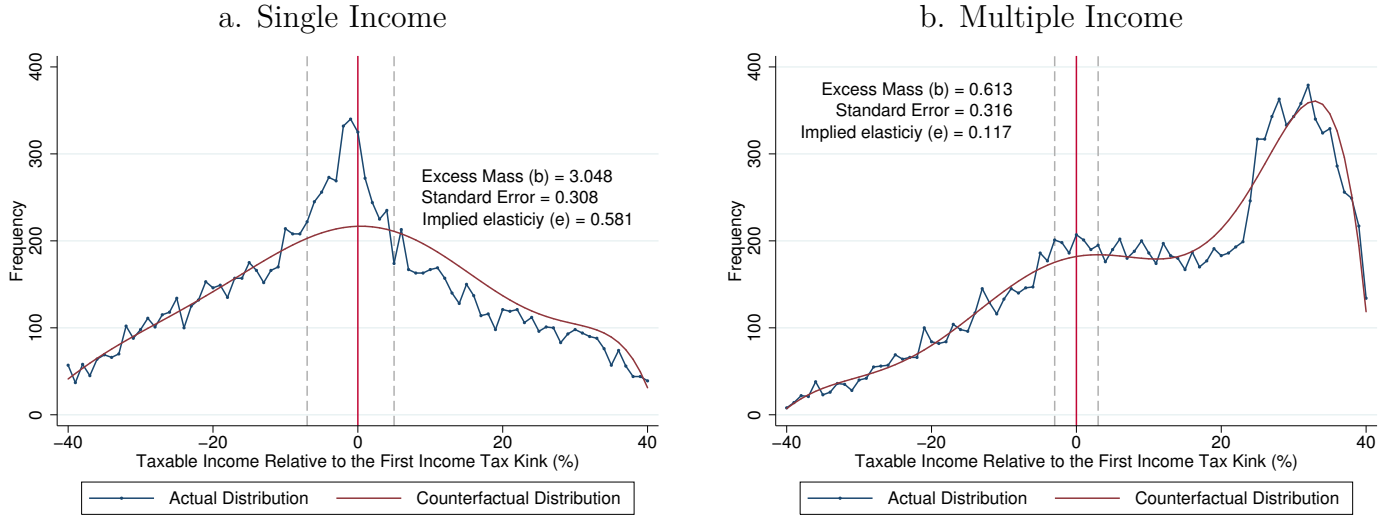 a. Single Income
400
300
200
100
0
Frequency
Excess Mass (b) = 3.048
Standard Error = 0.308
Implied elasticiy (e) = 0.581
−40
−20
0
20
40
Taxable Income Relative to the First Income Tax Kink (%)
Actual Distribution
Counterfactual Distribution
b. Multiple Income
400
300
200
100
0
Frequency
Excess Mass (b) = 0.613
Standard Error = 0.316
Implied elasticiy (e) = 0.117
−40
−20
0
20
40
Taxable Income Relative to the First Income Tax Kink (%)
Actual Distribution
Counterfactual Distribution